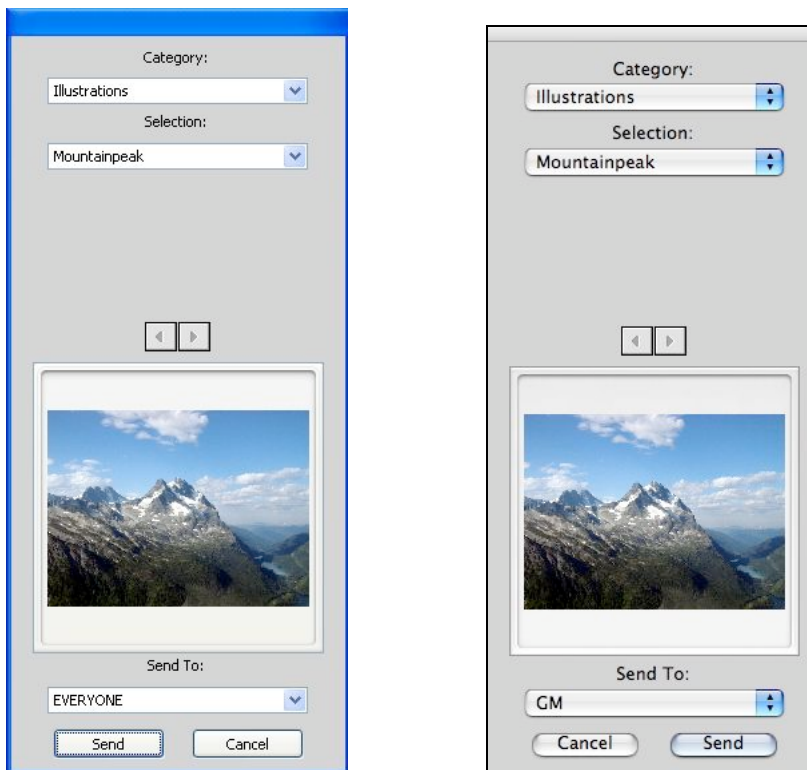 Category:
Illustrations
Selection:
Mountainpeak
Send To:
EVERYONE
Send Cancel
Category:
Illustrations
Selection:
Mountainpeak
Send To:
GM
Cancel Send